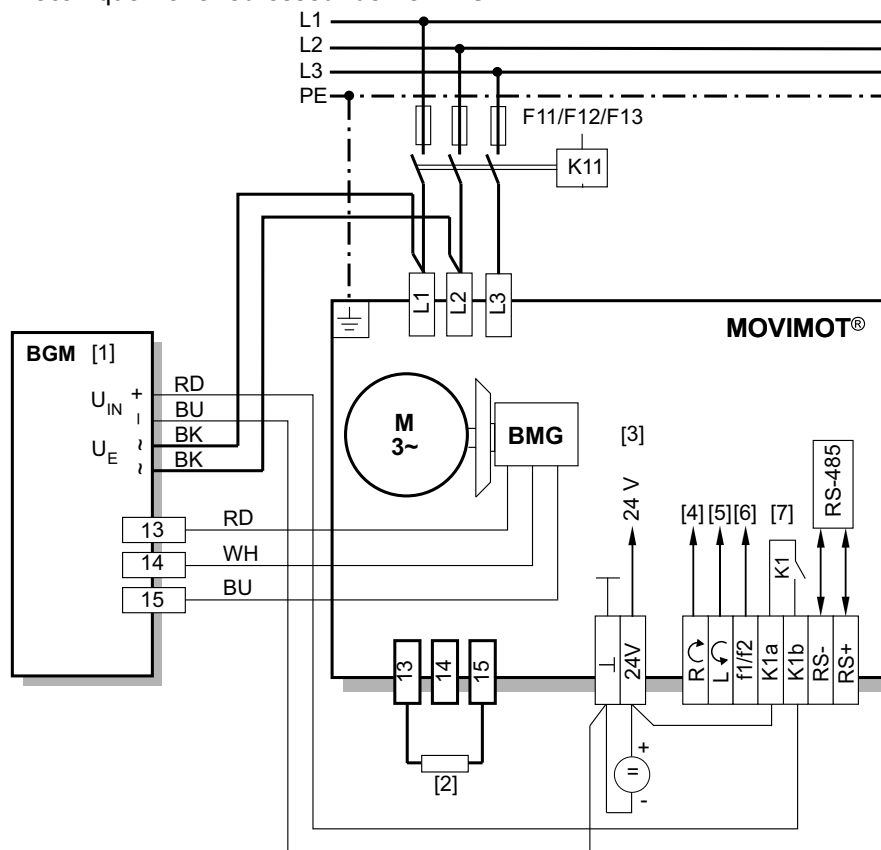 L1
L2
L3
PE
F11/F12/F13
K11
L1
L2
L3
MOVIMOT®
BGM [1]
UIN + –
UE ~ ~
RD
BU
BK
BK
M
3~
BMG
[3]
24 V
[4] [5] [6] [7]
K1
RS-485
13
RD
14
WH
15
BU
13
14
15
⊥
24V
R
L
f1/f2
K1a
K1b
RS-
RS+
[2]
+
=
-